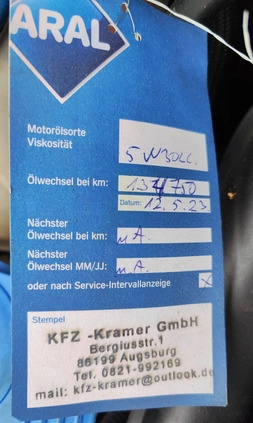 ARAL
Motorölsorte
Viskosität
5W30LL
Ölwechsel bei km: 134750
Datum: 12.5.23
Nächster
Ölwechsel bei km: n.A.
Nächster
Ölwechsel MM/JJ: n.A.
oder nach Service-Intervallanzeige x
Stempel
KFZ -Kramer GmbH
Bergiusstr.1
86199 Augsburg
Tel. 0821-992169
mail: kfz-kramer@outlook.de